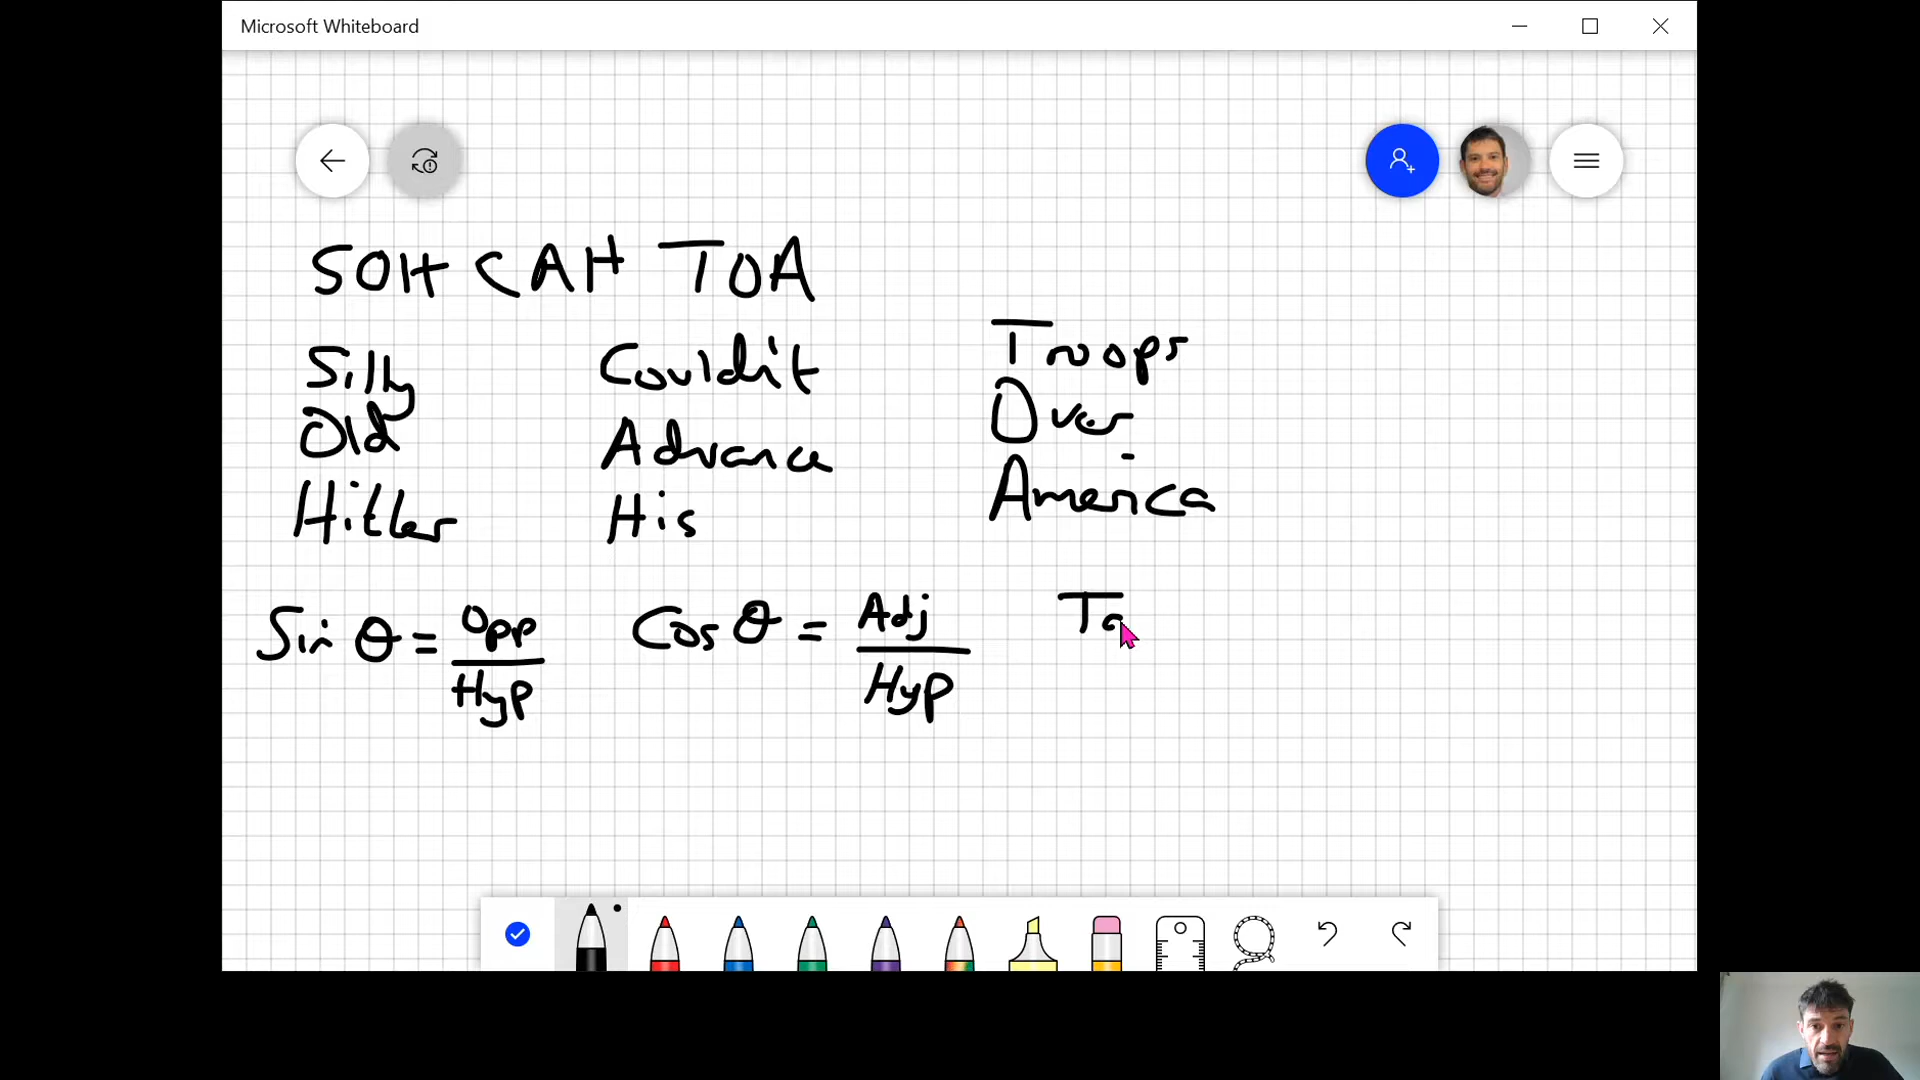 Microsoft Whiteboard
SOH CAH TOA
Silly Couldn't Troops
Old Advance Over
Hitler His America
Sin θ = Opp/Hyp Cos θ = Adj/Hyp Ta